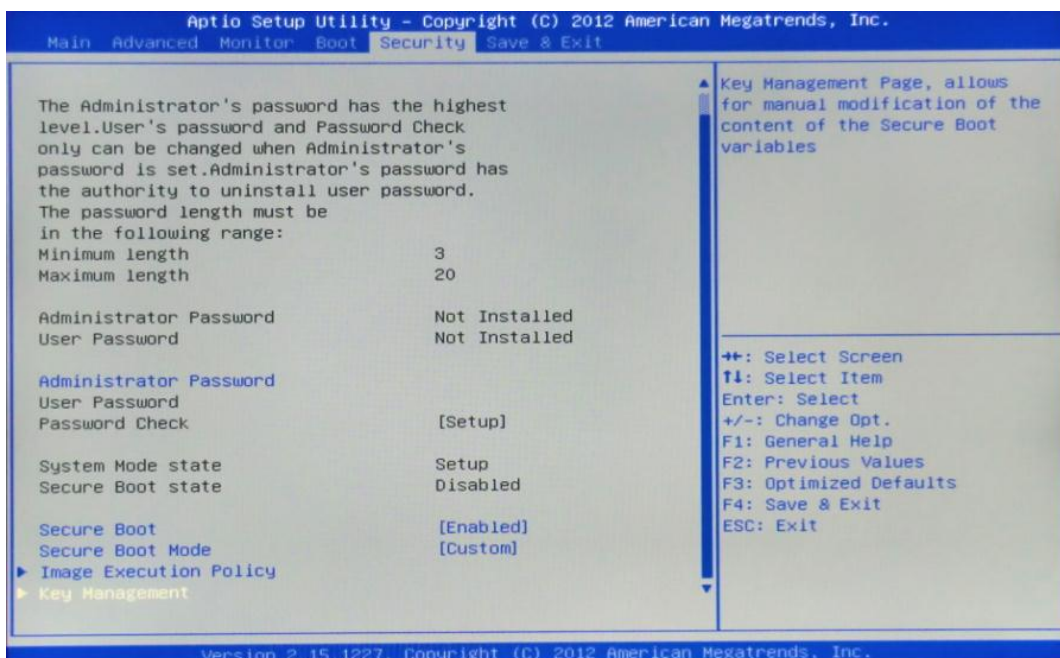 Aptio Setup Utility – Copyright (C) 2012 American Megatrends, Inc.
Main Advanced Monitor Boot Security Save & Exit
The Administrator's password has the highest
level.User's password and Password Check
only can be changed when Administrator's
password is set.Administrator's password has
the authority to uninstall user password.
The password length must be
in the following range:
Minimum length 3
Maximum length 20
Administrator Password Not Installed
User Password Not Installed
Administrator Password
User Password
Password Check [Setup]
System Mode state Setup
Secure Boot state Disabled
Secure Boot [Enabled]
Secure Boot Mode [Custom]
Image Execution Policy
Key Management
Key Management Page, allows
for manual modification of the
content of the Secure Boot
variables
→←: Select Screen
↑↓: Select Item
Enter: Select
+/-: Change Opt.
F1: General Help
F2: Previous Values
F3: Optimized Defaults
F4: Save & Exit
ESC: Exit
Version 2.15.1227. Copyright (C) 2012 American Megatrends, Inc.